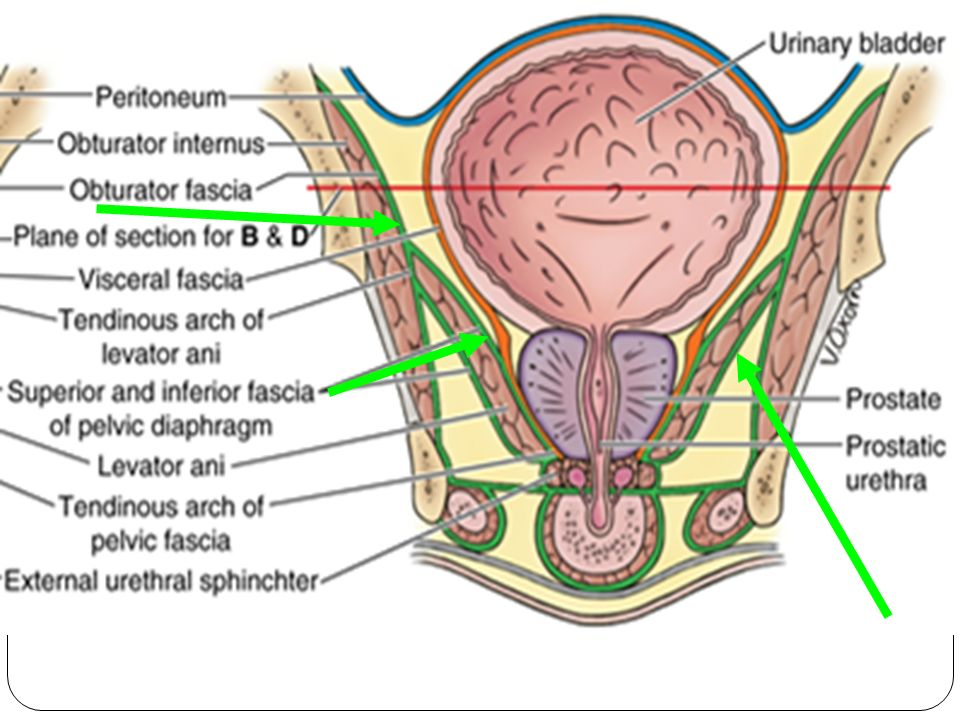 Urinary bladder
Peritoneum
Obturator internus
Obturator fascia
Plane of section for B & D
Visceral fascia
Tendinous arch of
levator ani
Superior and inferior fascia
of pelvic diaphragm
Levator ani
Tendinous arch of
pelvic fascia
External urethral sphinchter
Prostate
Prostatic
urethra